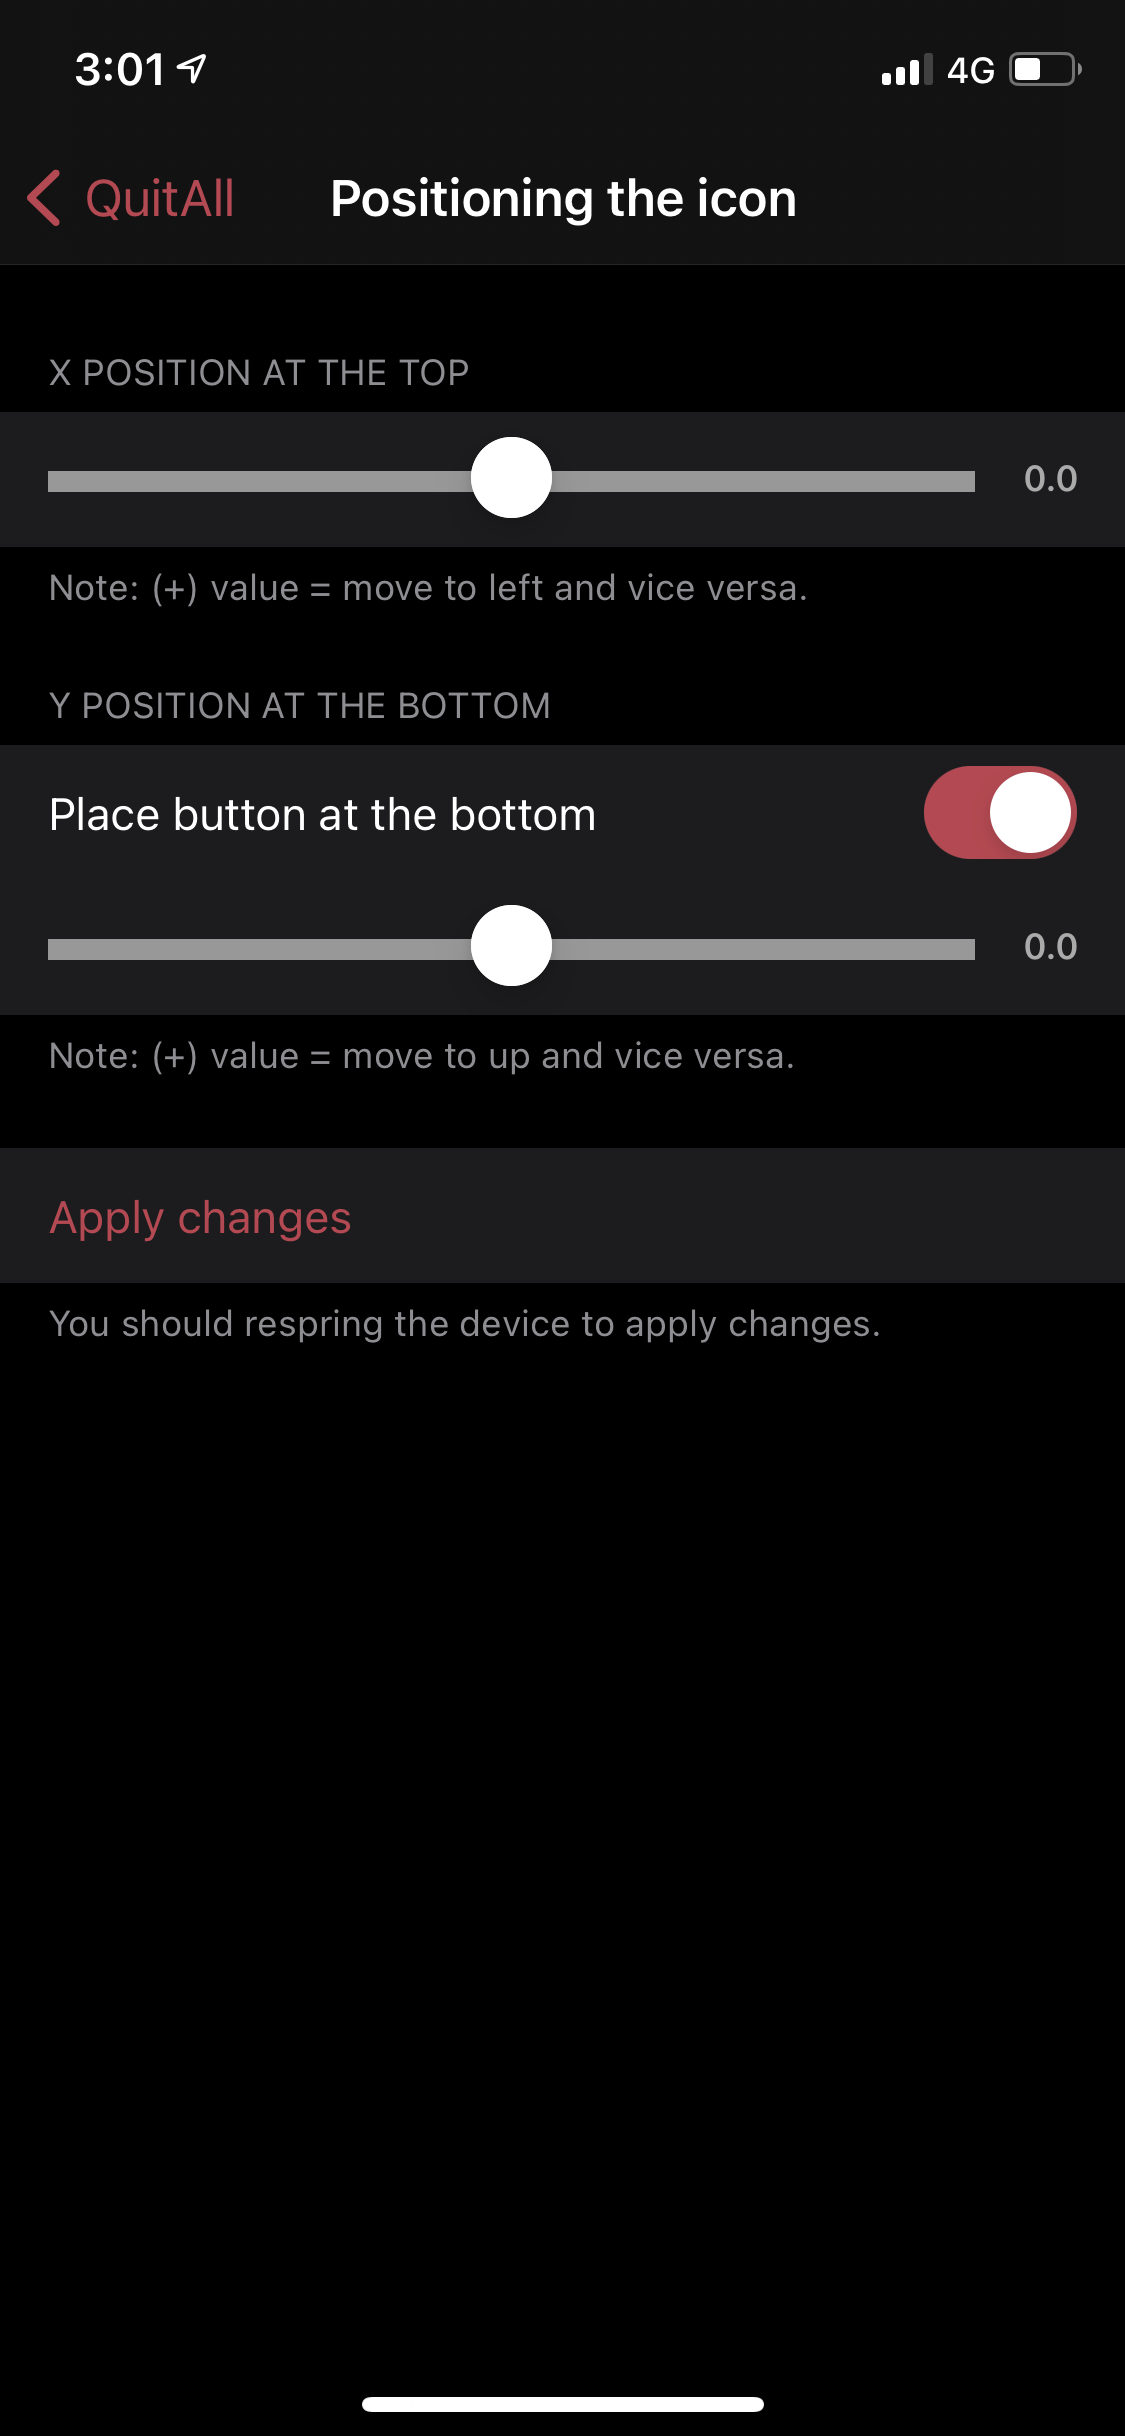 3:01 4G
QuitAll Positioning the icon
X POSITION AT THE TOP
0.0
Note: (+) value = move to left and vice versa.
Y POSITION AT THE BOTTOM
Place button at the bottom
0.0
Note: (+) value = move to up and vice versa.
Apply changes
You should respring the device to apply changes.